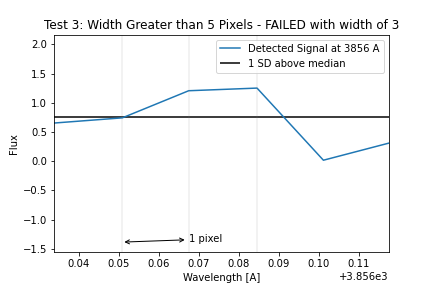 Test 3: Width Greater than 5 Pixels - FAILED with width of 3
2.0
1.5
1.0
0.5
0.0
−0.5
−1.0
−1.5
Flux
Detected Signal at 3856 A
1 SD above median
1 pixel
0.04 0.05 0.06 0.07 0.08 0.09 0.10 0.11
Wavelength [A]
+3.856e3